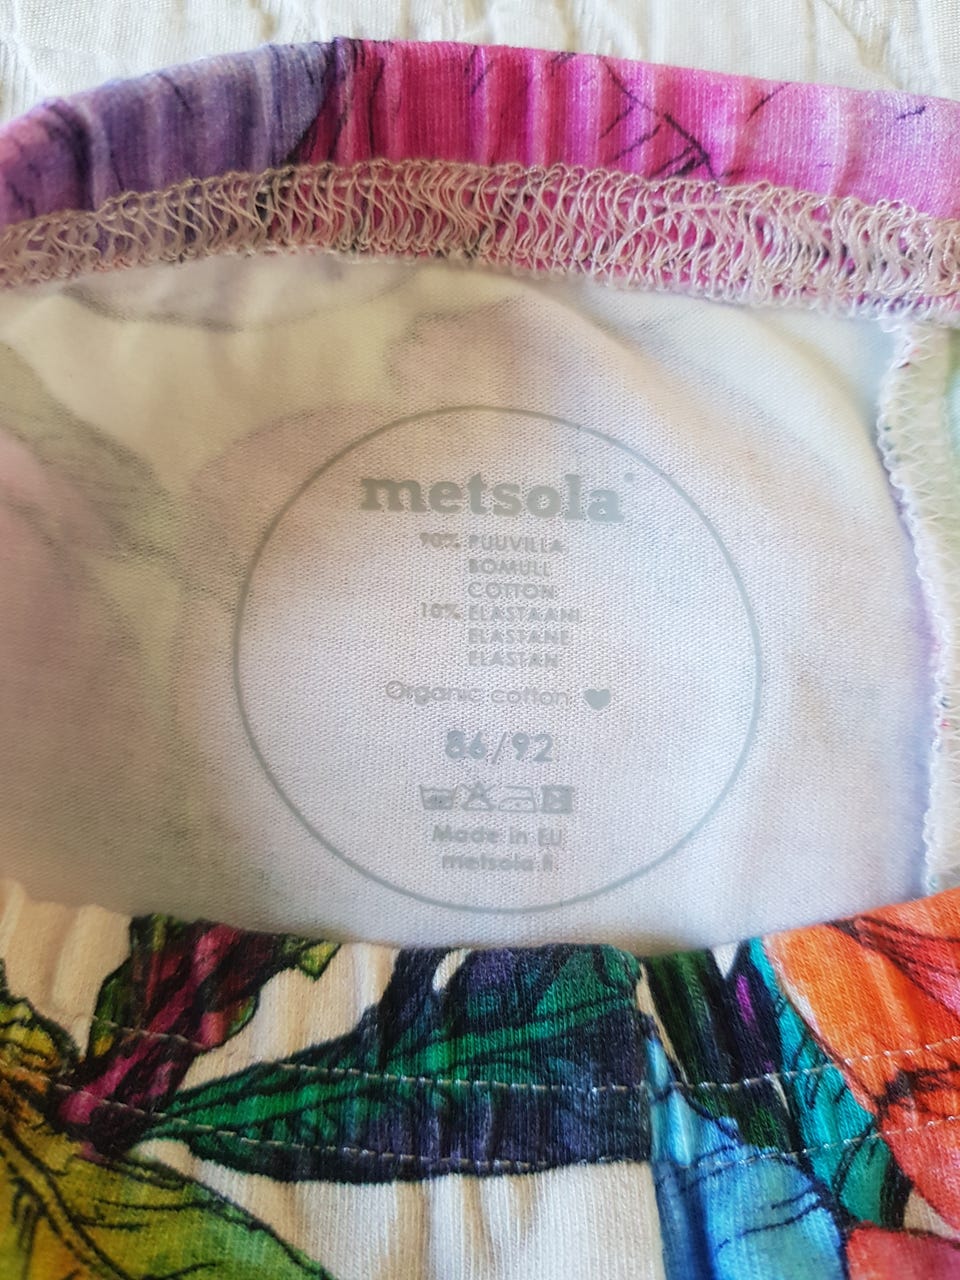 metsola
90% PUUVILLA
BOMULL
COTTON
10% ELASTAANI
ELASTANE
ELASTAN
Organic cotton
86/92
Made in EU
metsola.fi